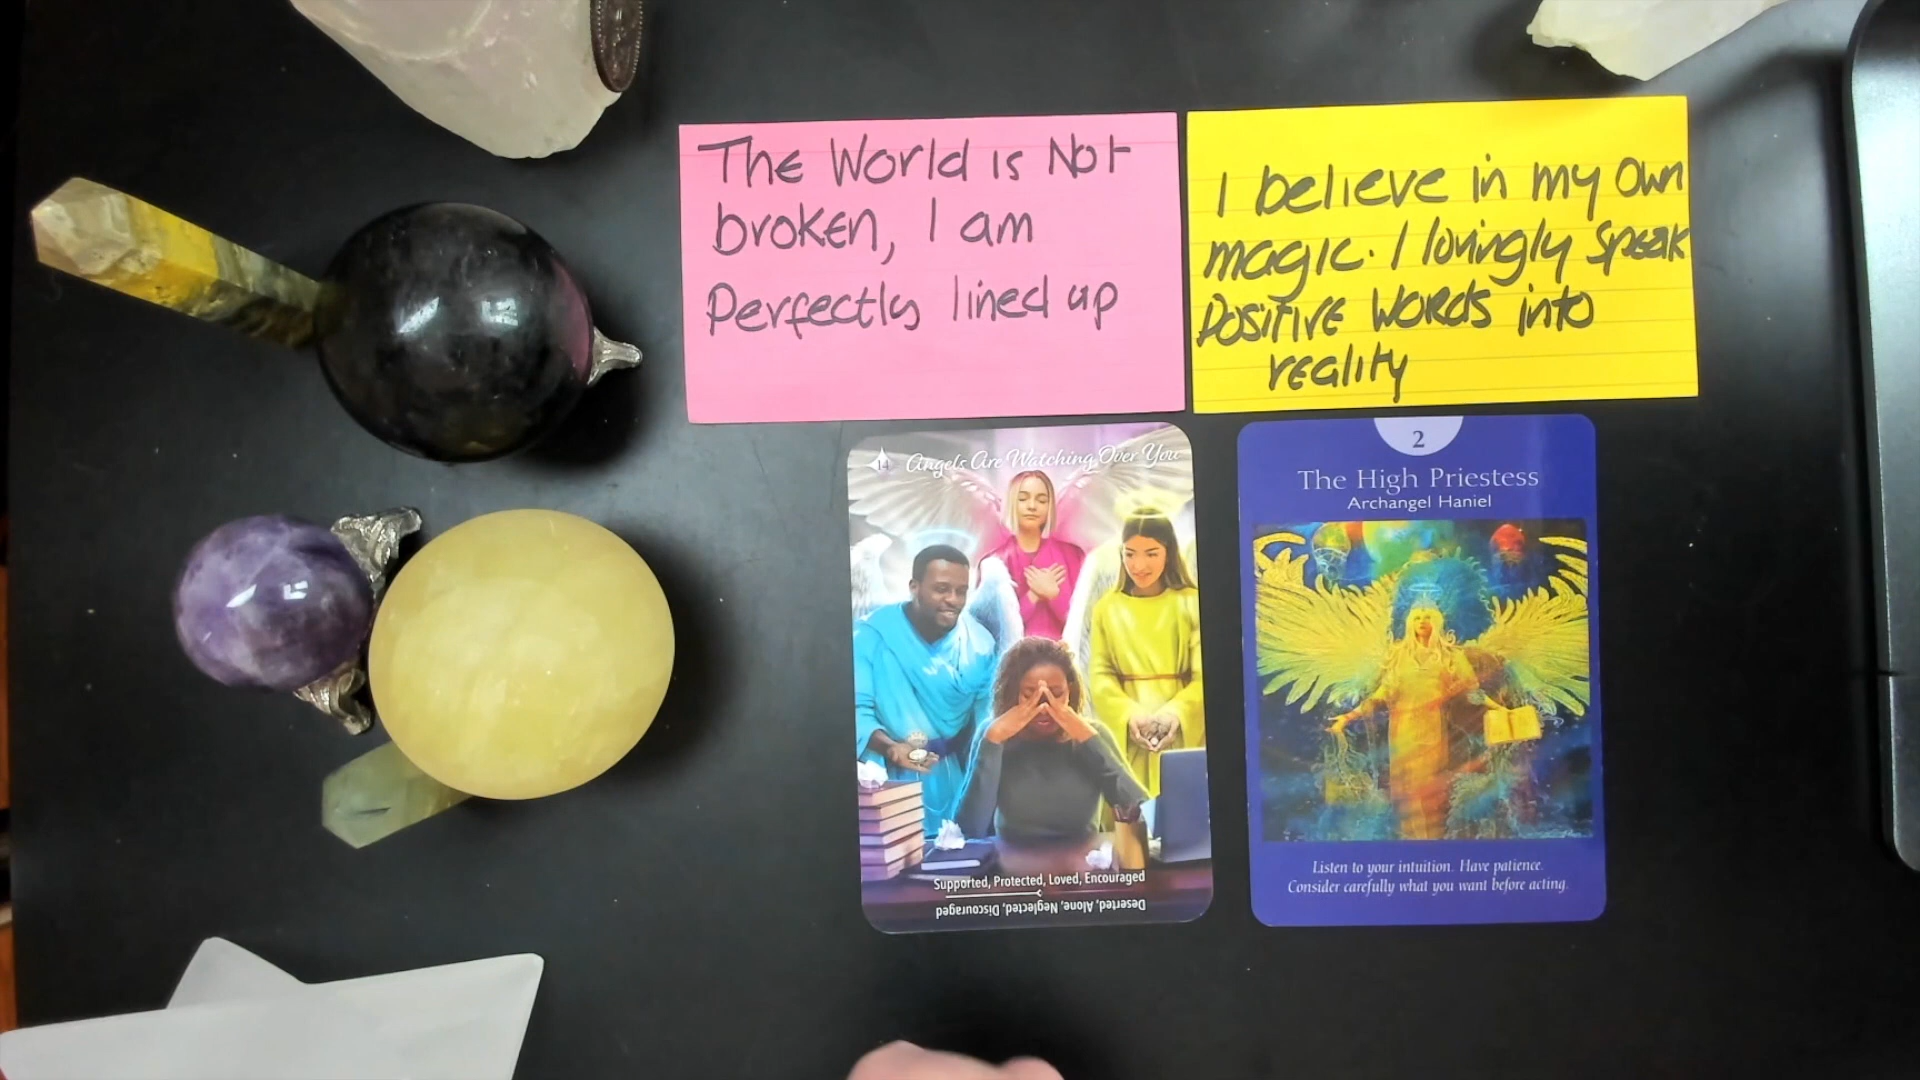 The World is Not
broken, I am
Perfectly lined up
I believe in my own
magic. I lovingly speak
positive words into
reality
14 Angels Are Watching Over You
Supported, Protected, Loved, Encouraged
Deserted, Alone, Neglected, Discouraged
2
The High Priestess
Archangel Haniel
Listen to your intuition. Have patience.
Consider carefully what you want before acting.